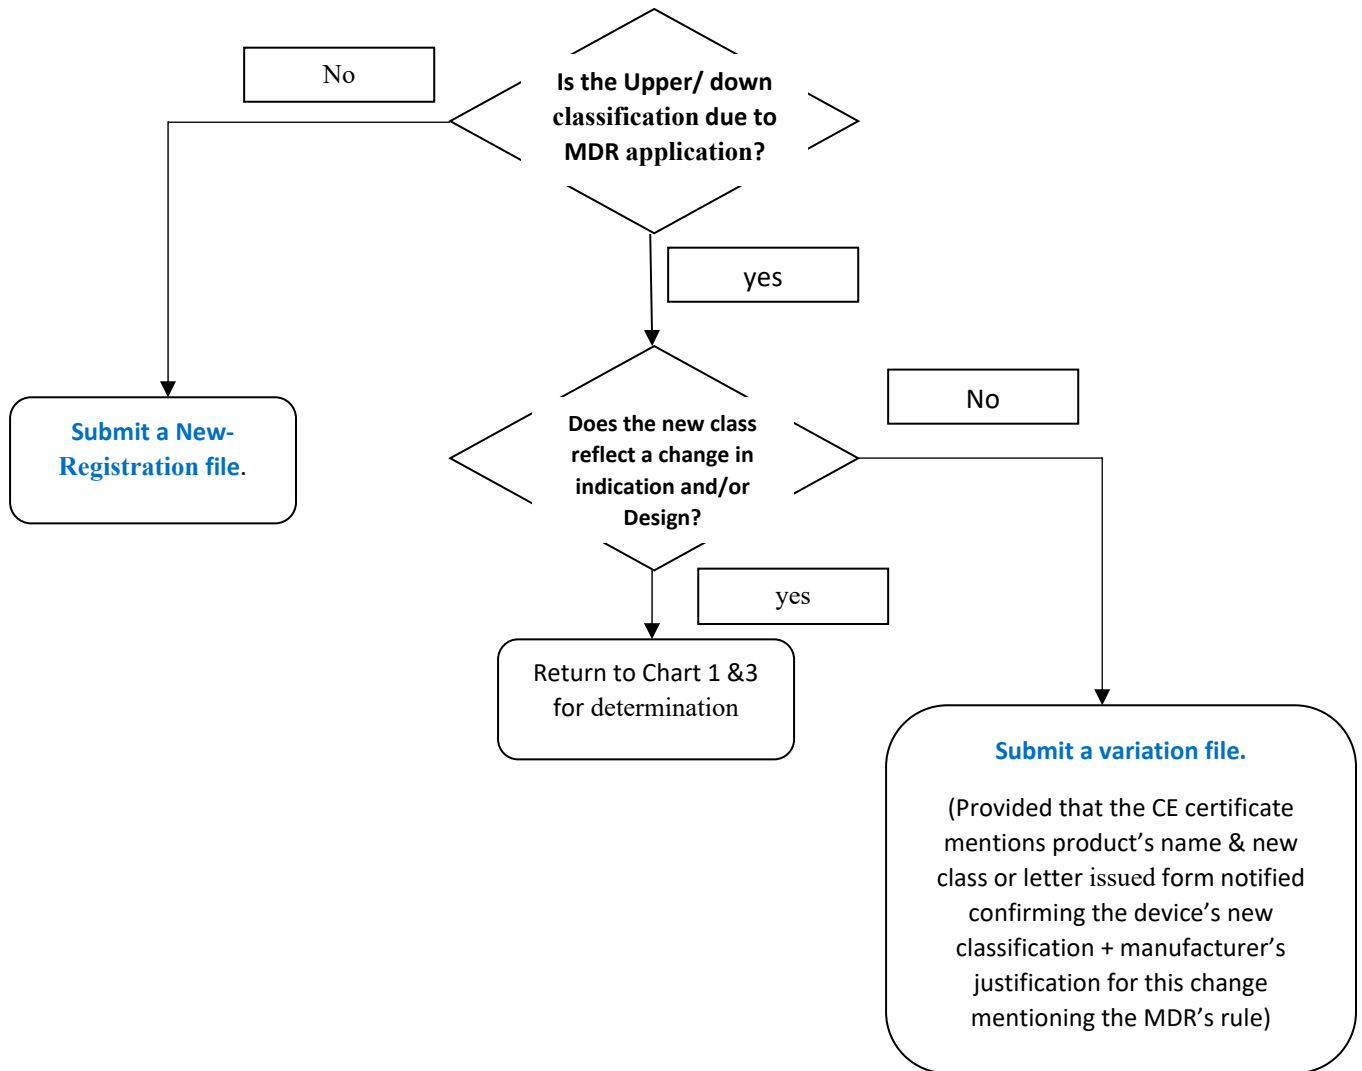 No
Is the Upper/ down
classification due to
MDR application?
yes
Submit a New-
Registration file.
Does the new class
reflect a change in
indication and/or
Design?
No
yes
Return to Chart 1 &3
for determination
Submit a variation file.
(Provided that the CE certificate
mentions product’s name & new
class or letter issued form notified
confirming the device’s new
classification + manufacturer’s
justification for this change
mentioning the MDR’s rule)